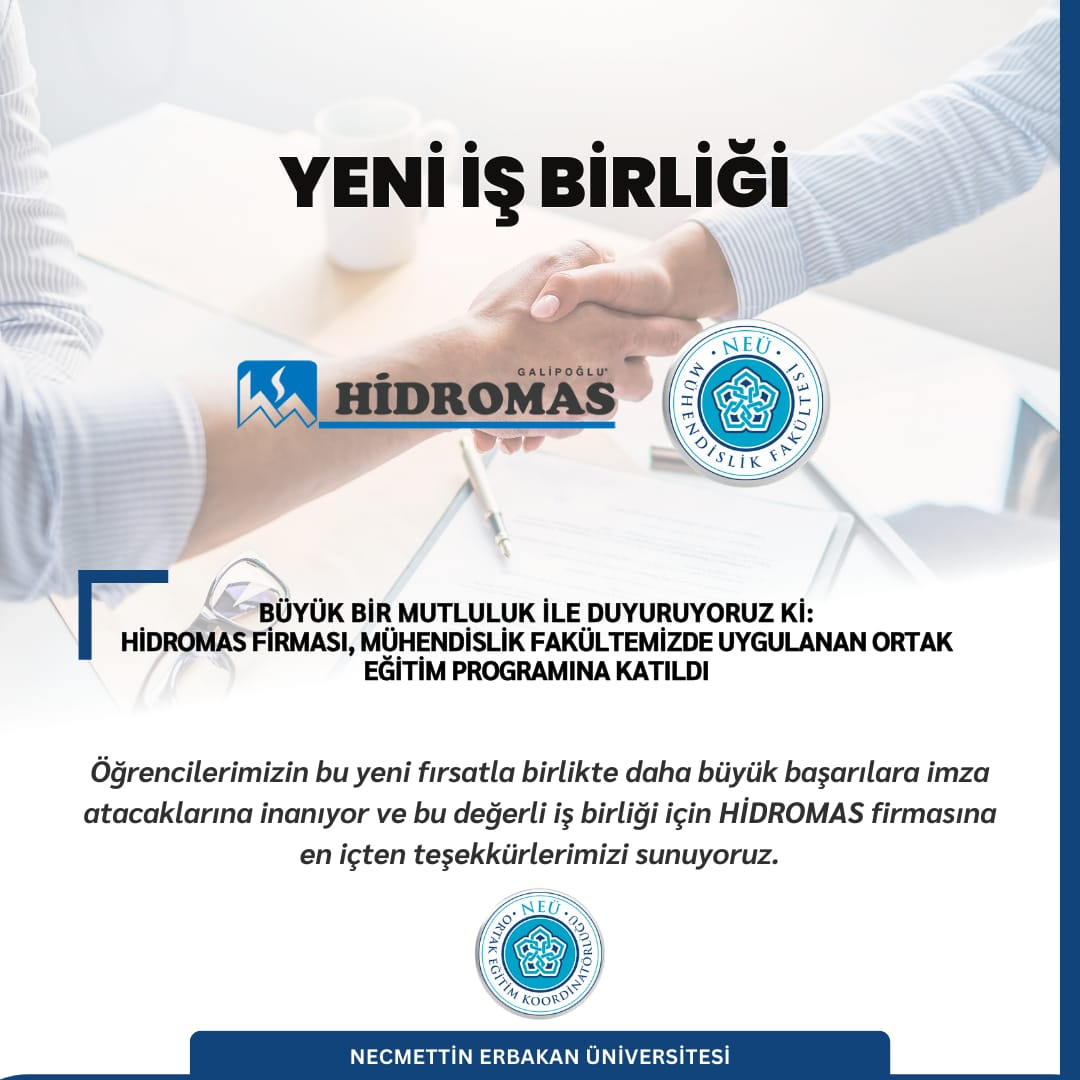 YENİ İŞ BİRLİĞİ
GALİPOĞLU®
HİDROMAS
· NEÜ ·
MÜHENDİSLİK FAKÜLTESİ
BÜYÜK BİR MUTLULUK İLE DUYURUYORUZ Kİ:
HİDROMAS FİRMASI, MÜHENDİSLİK FAKÜLTEMİZDE UYGULANAN ORTAK
EĞİTİM PROGRAMINA KATILDI
Öğrencilerimizin bu yeni fırsatla birlikte daha büyük başarılara imza
atacaklarına inanıyor ve bu değerli iş birliği için HİDROMAS firmasına
en içten teşekkürlerimizi sunuyoruz.
· NEÜ ·
ORTAK EĞİTİM KOORDİNATÖRLÜĞÜ
NECMETTİN ERBAKAN ÜNİVERSİTESİ